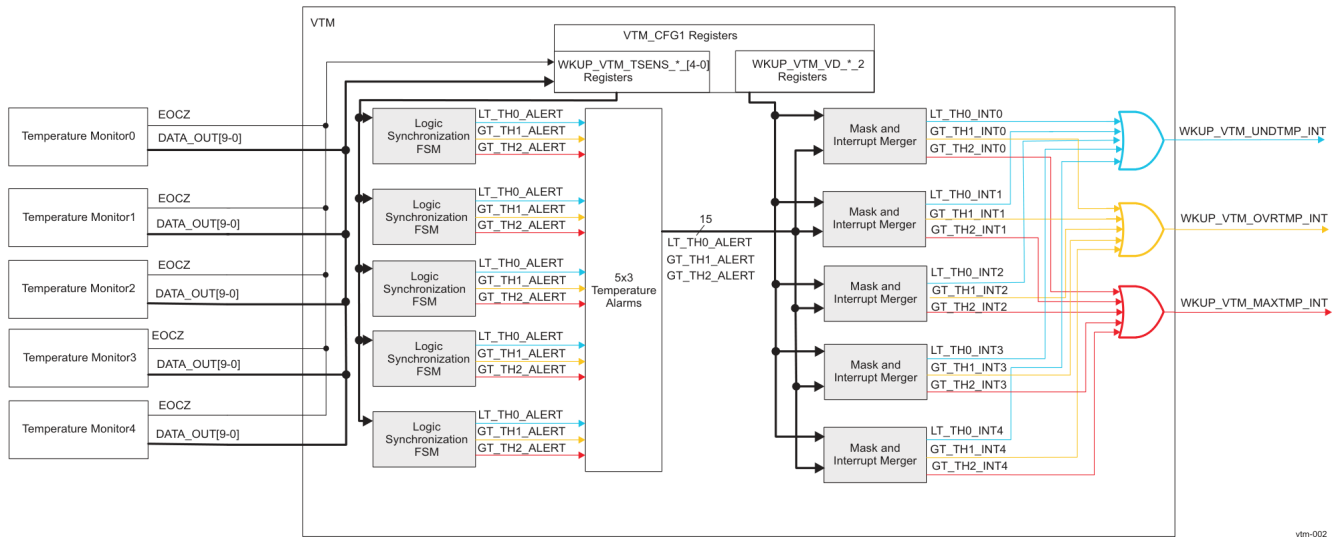 VTM
VTM_CFG1 Registers
WKUP_VTM_TSENS_*_[4-0]
Registers
WKUP_VTM_VD_*_2
Registers
Temperature Monitor0
EOCZ
DATA_OUT[9-0]
Temperature Monitor1
EOCZ
DATA_OUT[9-0]
Temperature Monitor2
EOCZ
DATA_OUT[9-0]
Temperature Monitor3
EOCZ
DATA_OUT[9-0]
Temperature Monitor4
EOCZ
DATA_OUT[9-0]
Logic
Synchronization
FSM
LT_TH0_ALERT
GT_TH1_ALERT
GT_TH2_ALERT
Logic
Synchronization
FSM
LT_TH0_ALERT
GT_TH1_ALERT
GT_TH2_ALERT
Logic
Synchronization
FSM
LT_TH0_ALERT
GT_TH1_ALERT
GT_TH2_ALERT
Logic
Synchronization
FSM
LT_TH0_ALERT
GT_TH1_ALERT
GT_TH2_ALERT
Logic
Synchronization
FSM
LT_TH0_ALERT
GT_TH1_ALERT
GT_TH2_ALERT
5x3
Temperature
Alarms
15
LT_TH0_ALERT
GT_TH1_ALERT
GT_TH2_ALERT
Mask and
Interrupt Merger
LT_TH0_INT0
GT_TH1_INT0
GT_TH2_INT0
Mask and
Interrupt Merger
LT_TH0_INT1
GT_TH1_INT1
GT_TH2_INT1
Mask and
Interrupt Merger
LT_TH0_INT2
GT_TH1_INT2
GT_TH2_INT2
Mask and
Interrupt Merger
LT_TH0_INT3
GT_TH1_INT3
GT_TH2_INT3
Mask and
Interrupt Merger
LT_TH0_INT4
GT_TH1_INT4
GT_TH2_INT4
WKUP_VTM_UNDTMP_INT
WKUP_VTM_OVRTMP_INT
WKUP_VTM_MAXTMP_INT
vtm-002